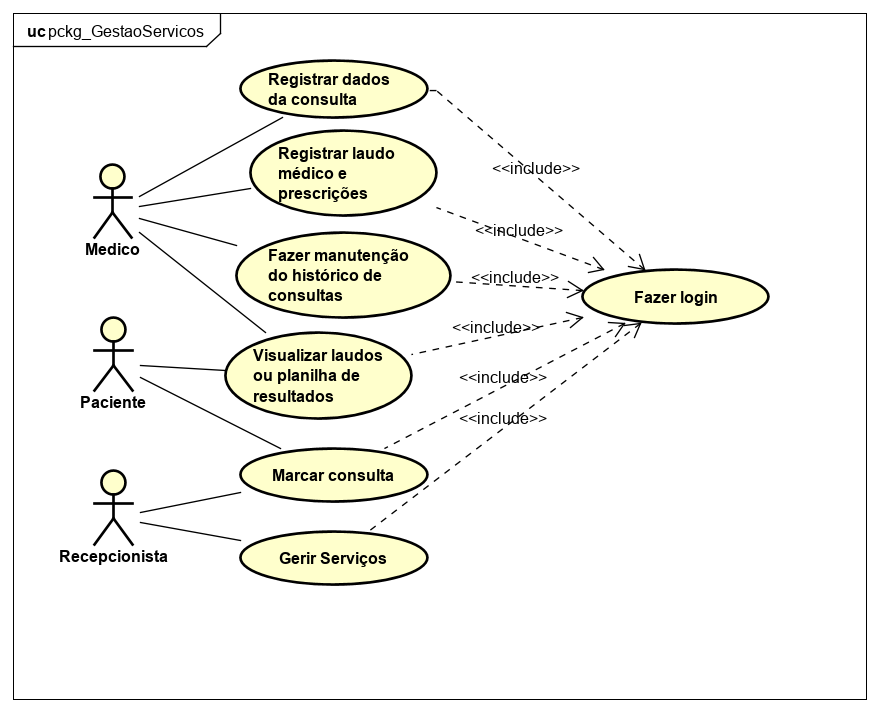 uc pckg_GestaoServicos
Registrar dados
da consulta
<<include>>
Registrar laudo
médico e
prescrições
<<include>>
Medico
Fazer manutenção
do histórico de
consultas
<<include>>
Fazer login
<<include>>
Visualizar laudos
ou planilha de
resultados
<<include>>
Paciente
<<include>>
Marcar consulta
Recepcionista
Gerir Serviços